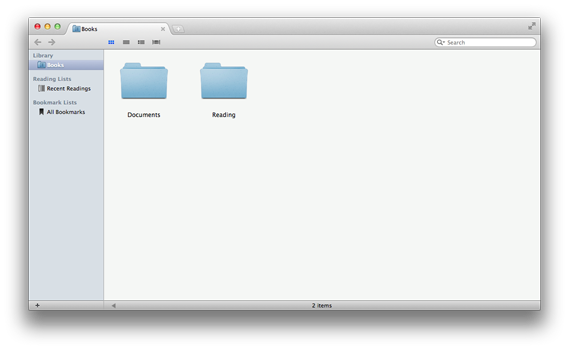 Books
Search
Library
Books
Reading Lists
Recent Readings
Bookmark Lists
All Bookmarks
Documents
Reading
2 items